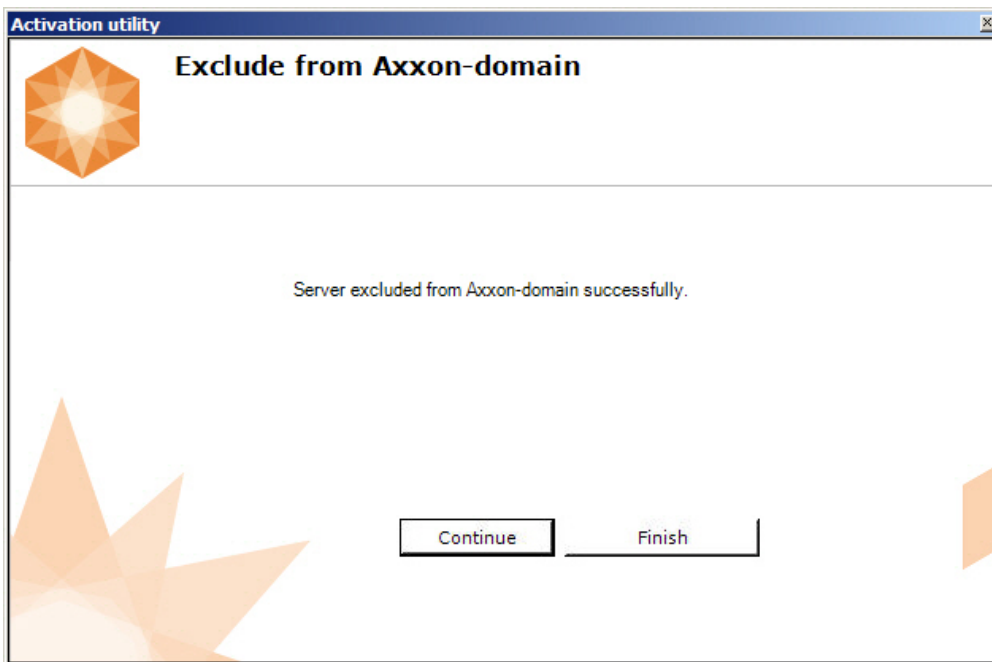 Activation utility
Exclude from Axxon-domain
Server excluded from Axxon-domain successfully.
Continue
Finish